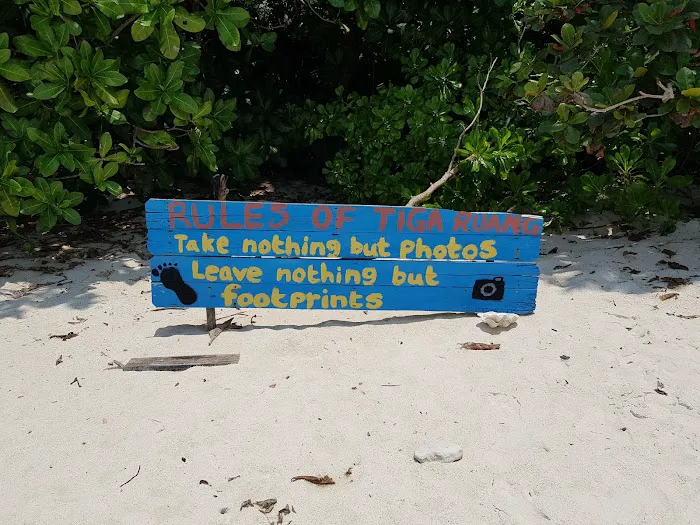 RULES OF TIGA RUANG
Take nothing but Photos
Leave nothing but
footprints